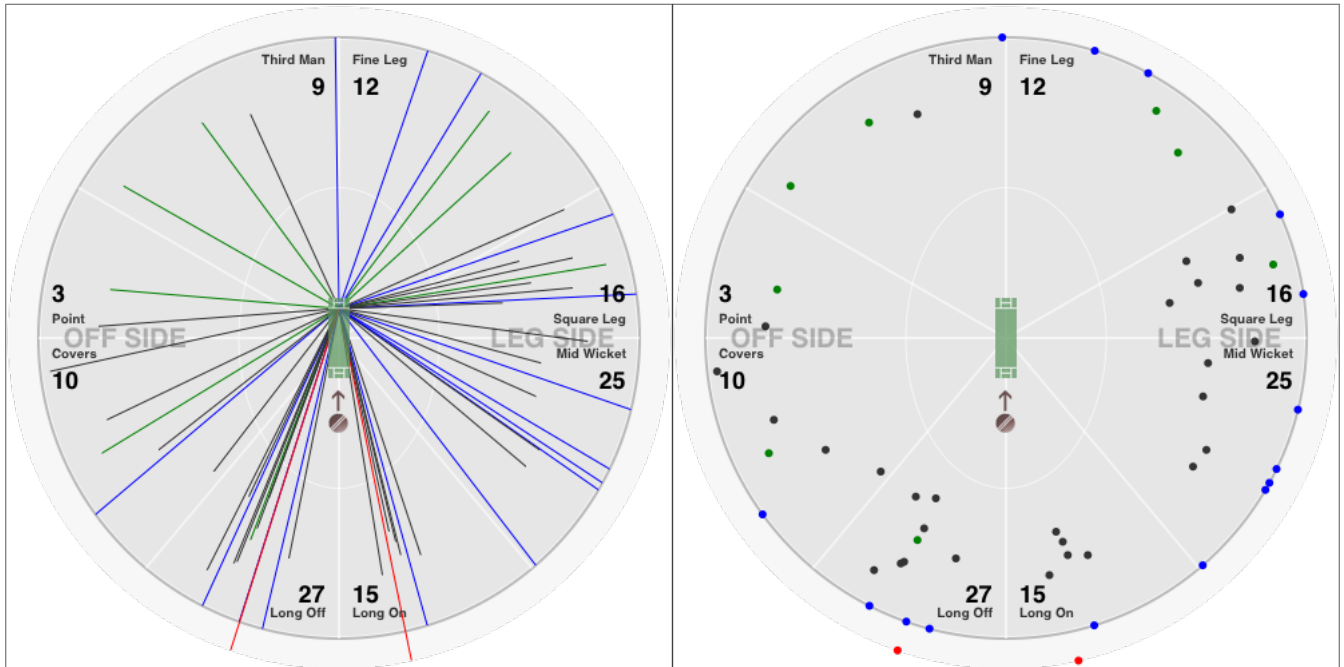 Third Man Fine Leg
9 12
3 16
Point Square Leg
OFF SIDE LEG SIDE
Covers Mid Wicket
10 25
27 15
Long Off Long On
Third Man Fine Leg
9 12
3 16
Point Square Leg
OFF SIDE LEG SIDE
Covers Mid Wicket
10 25
27 15
Long Off Long On